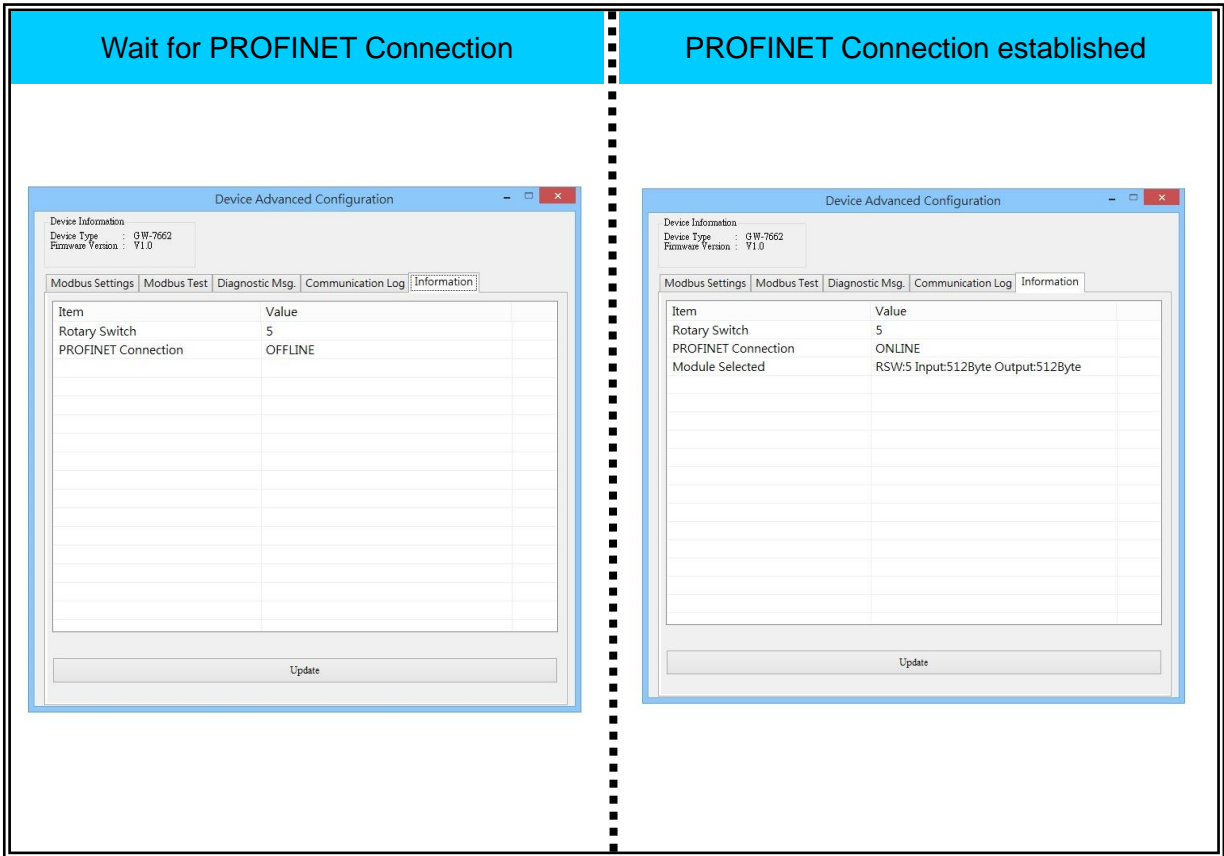 Wait for PROFINET Connection
Device Advanced Configuration
Device Information
Device Type : GW-7662
Firmware Version : V1.0
Modbus Settings Modbus Test Diagnostic Msg. Communication Log Information
Item Value
Rotary Switch 5
PROFINET Connection OFFLINE
Update
PROFINET Connection established
Device Advanced Configuration
Device Information
Device Type : GW-7662
Firmware Version : V1.0
Modbus Settings Modbus Test Diagnostic Msg. Communication Log Information
Item Value
Rotary Switch 5
PROFINET Connection ONLINE
Module Selected RSW:5 Input:512Byte Output:512Byte
Update